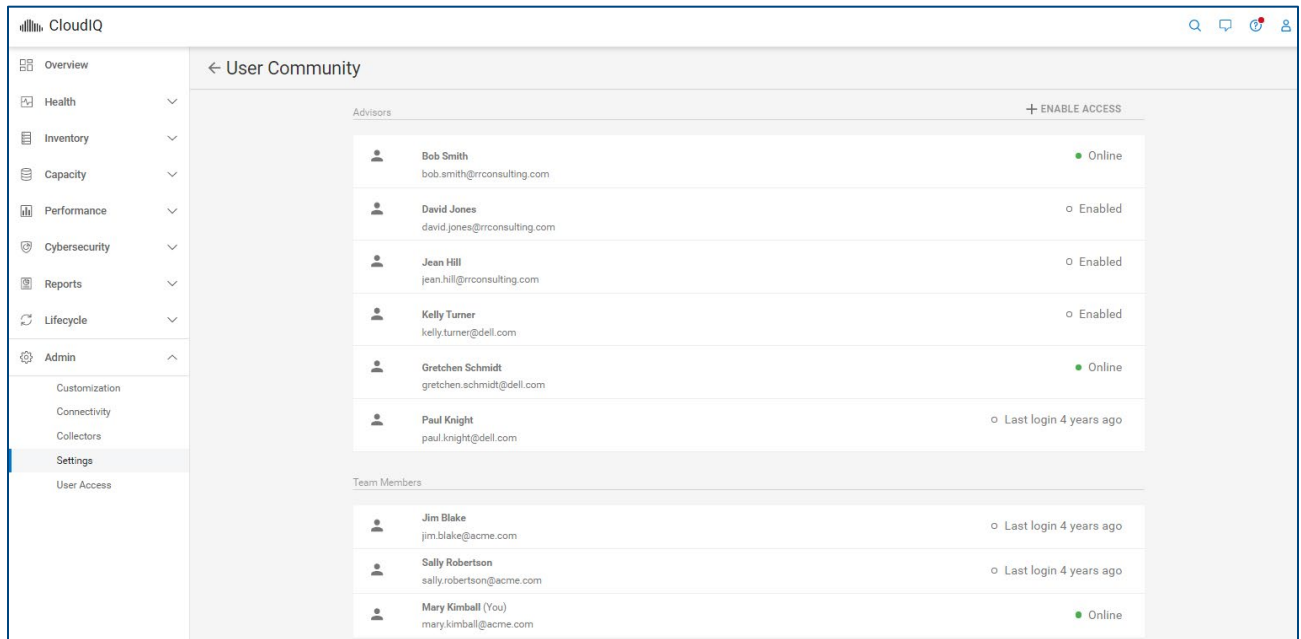 CloudIQ
Overview
Health
Inventory
Capacity
Performance
Cybersecurity
Reports
Lifecycle
Admin
Customization
Connectivity
Collectors
Settings
User Access
← User Community
Advisors
+ ENABLE ACCESS
Bob Smith
bob.smith@rrconsulting.com
Online
David Jones
david.jones@rrconsulting.com
Enabled
Jean Hill
jean.hill@rrconsulting.com
Enabled
Kelly Turner
kelly.turner@dell.com
Enabled
Gretchen Schmidt
gretchen.schmidt@dell.com
Online
Paul Knight
paul.knight@dell.com
Last login 4 years ago
Team Members
Jim Blake
jim.blake@acme.com
Last login 4 years ago
Sally Robertson
sally.robertson@acme.com
Last login 4 years ago
Mary Kimball (You)
mary.kimball@acme.com
Online